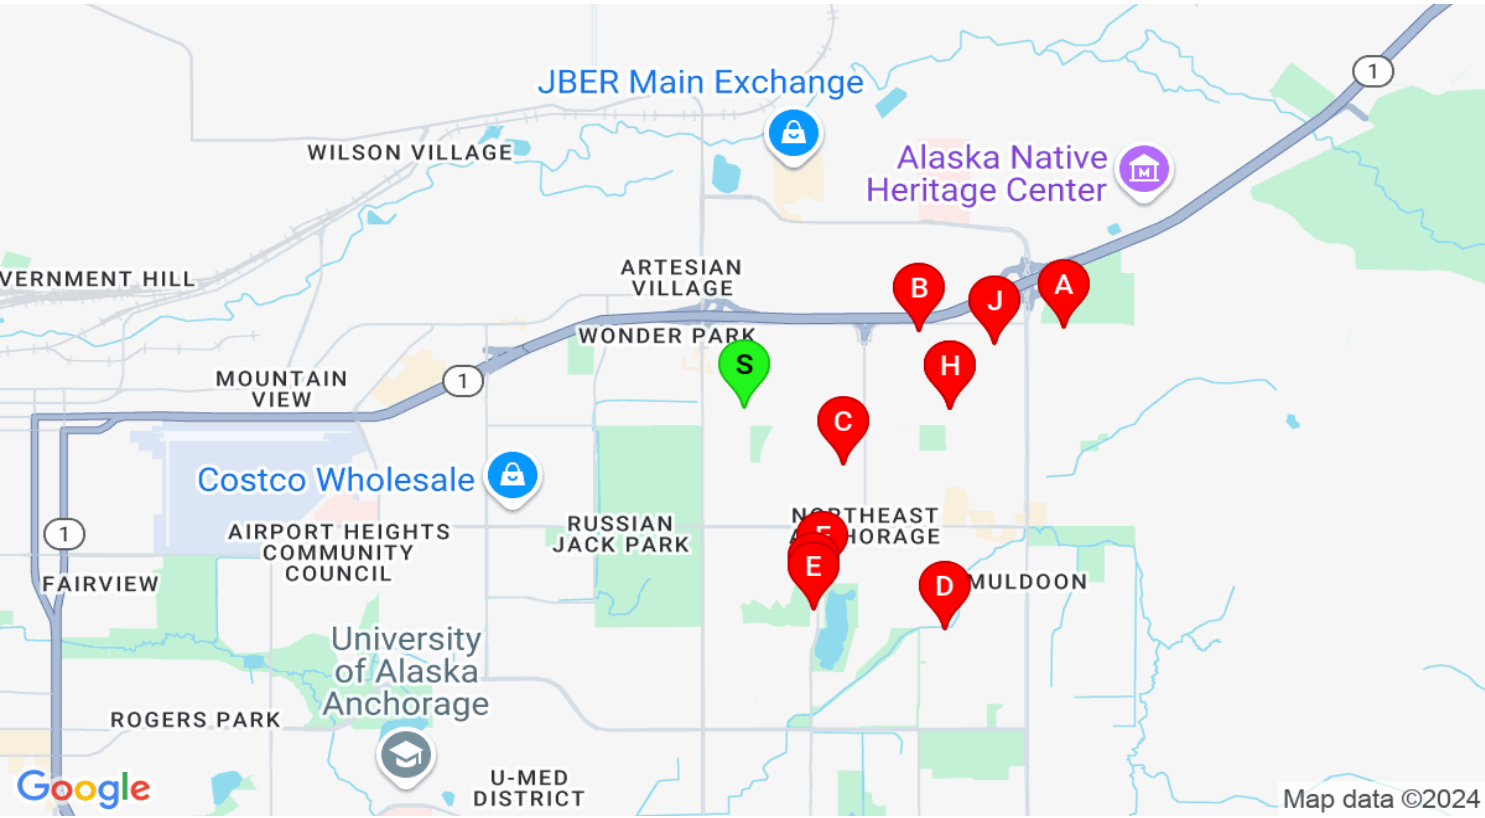 JBER Main Exchange
1
WILSON VILLAGE
Alaska Native
Heritage Center
VERNMENT HILL
ARTESIAN
VILLAGE
B
J
A
WONDER PARK
S
H
MOUNTAIN
VIEW
1
C
Costco Wholesale
1
AIRPORT HEIGHTS
COMMUNITY
COUNCIL
RUSSIAN
JACK PARK
NORTHEAST
ANCHORAGE
E
D
MULDOON
FAIRVIEW
University
of Alaska
Anchorage
ROGERS PARK
U-MED
DISTRICT
Google
Map data ©2024